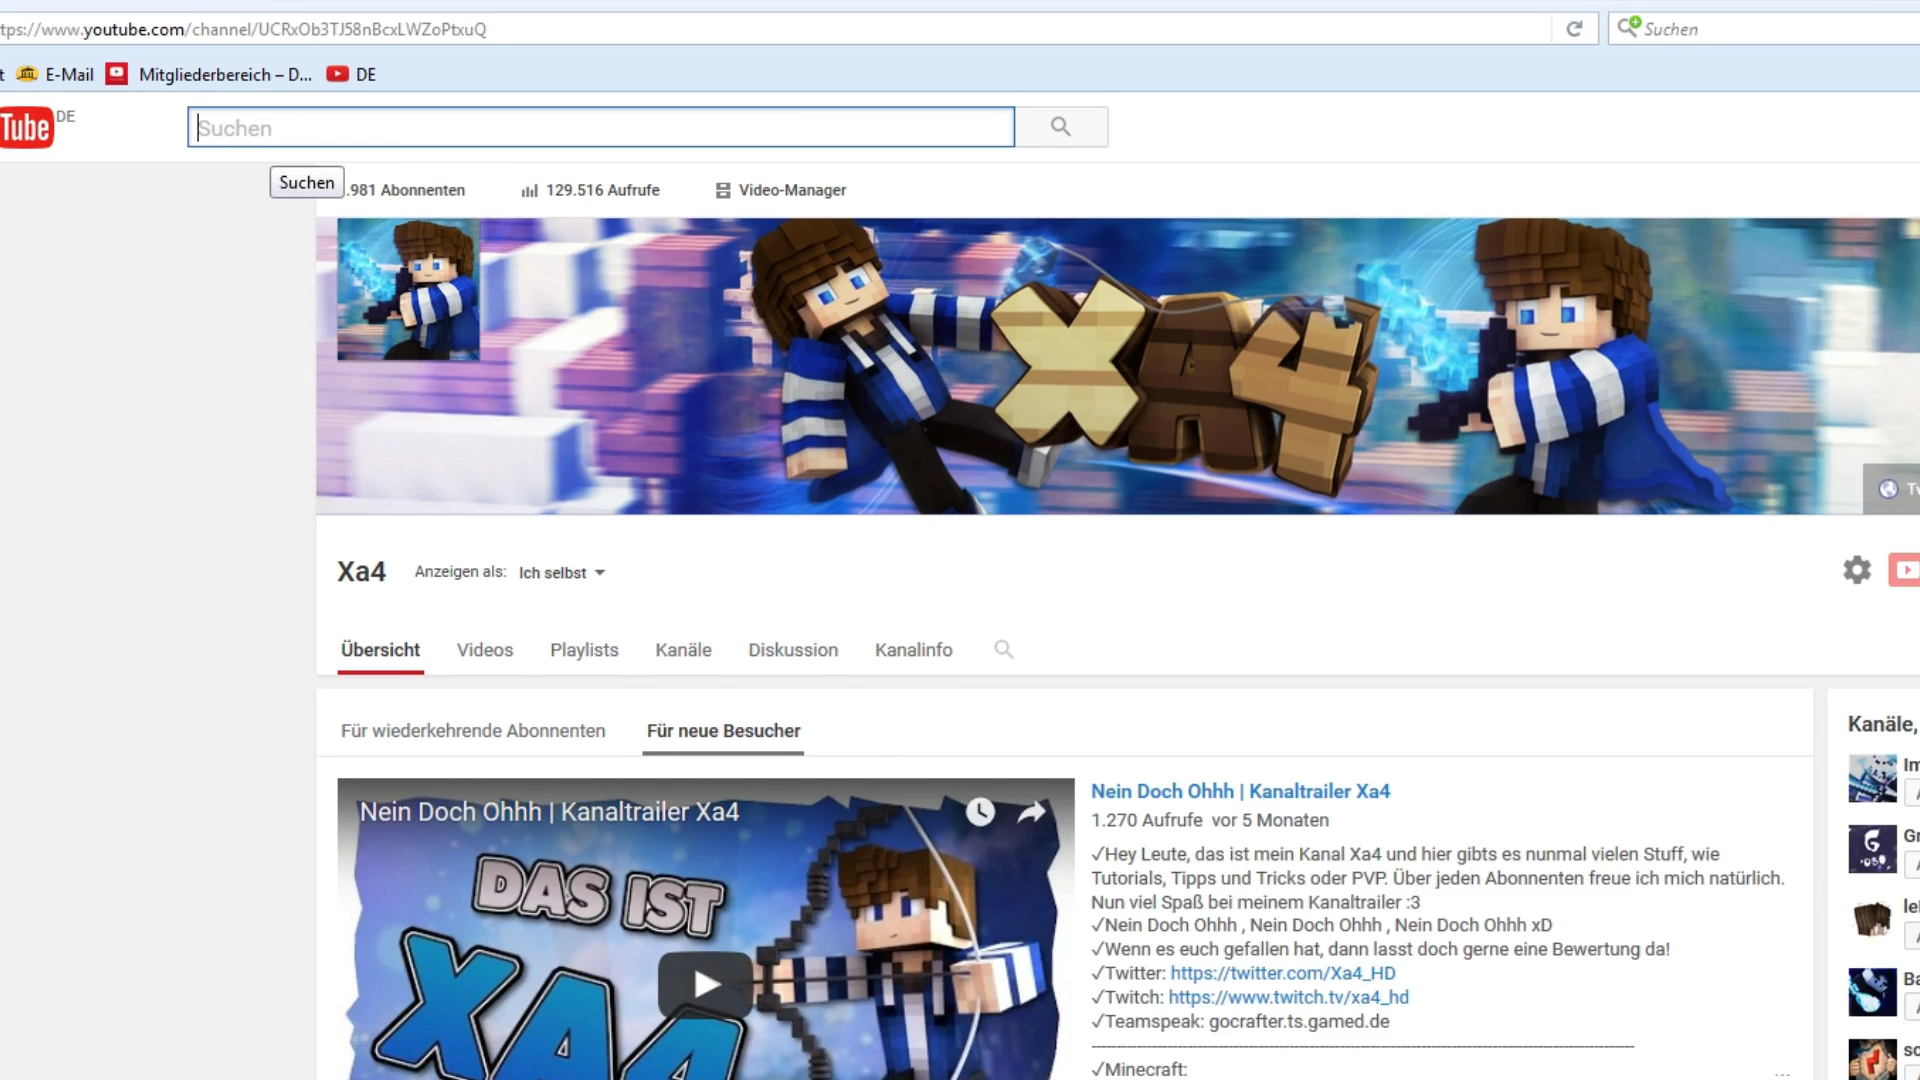 tps://www.youtube.com/channel/UCRxOb3TJ58nBcxLWZoPtxuQ
Suchen
E-Mail
Mitgliederbereich – D...
DE
Tube DE
Suchen
Suchen
.981 Abonnenten
129.516 Aufrufe
Video-Manager
XA4
Xa4
Anzeigen als: Ich selbst
Übersicht
Videos
Playlists
Kanäle
Diskussion
Kanalinfo
Für wiederkehrende Abonnenten
Für neue Besucher
Kanäle,
Nein Doch Ohhh | Kanaltrailer Xa4
DAS IST
XA4
Nein Doch Ohhh | Kanaltrailer Xa4
1.270 Aufrufe vor 5 Monaten
✓Hey Leute, das ist mein Kanal Xa4 und hier gibts es nunmal vielen Stuff, wie
Tutorials, Tipps und Tricks oder PVP. Über jeden Abonnenten freue ich mich natürlich.
Nun viel Spaß bei meinem Kanaltrailer :3
✓Nein Doch Ohhh , Nein Doch Ohhh , Nein Doch Ohhh xD
✓Wenn es euch gefallen hat, dann lasst doch gerne eine Bewertung da!
✓Twitter: https://twitter.com/Xa4_HD
✓Twitch: https://www.twitch.tv/xa4_hd
✓Teamspeak: gocrafter.ts.gamed.de
✓Minecraft:
...